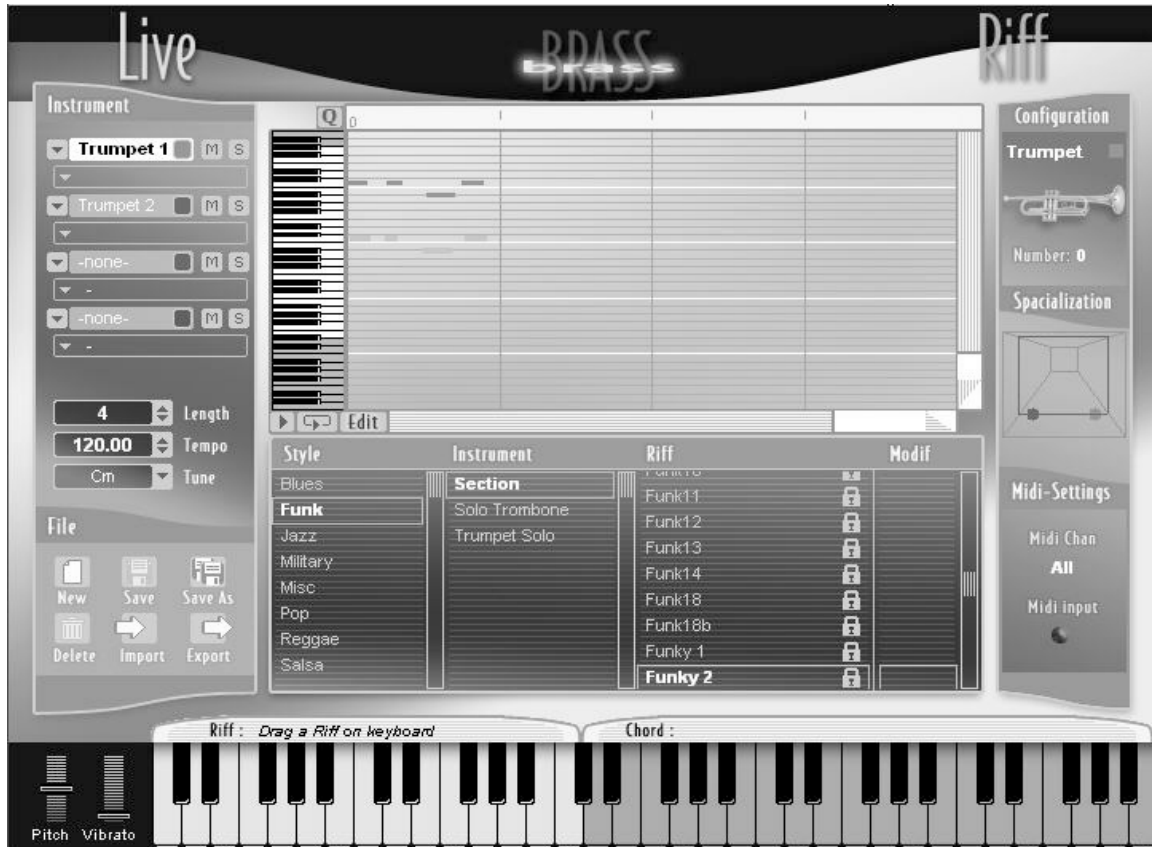 Live
BRASS
brass
Riff
Instrument
Trumpet 1 M S
Trumpet 2 M S
-none- M S
-
-none- M S
-
4 Length
120.00 Tempo
Cm Tune
File
New Save Save As
Delete Import Export
Q 0
Edit
Style Instrument Riff Modif
Blues
Funk
Jazz
Military
Misc
Pop
Reggae
Salsa
Section
Solo Trombone
Trumpet Solo
Funk11
Funk12
Funk13
Funk14
Funk18
Funk18b
Funky 1
Funky 2
Configuration
Trumpet
Number: 0
Spacialization
Midi-Settings
Midi Chan
All
Midi input
Riff : Drag a Riff on keyboard
Chord :
Pitch Vibrato